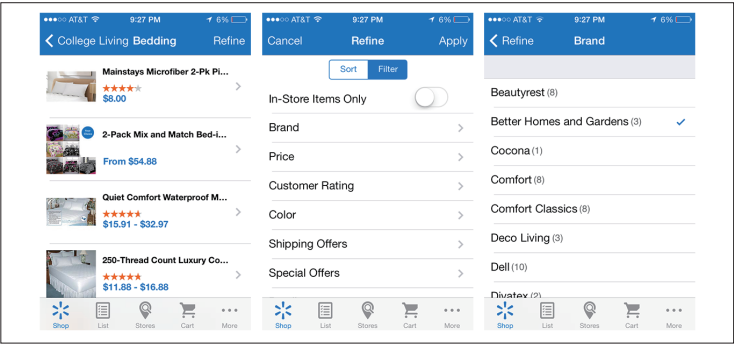 ●●●○○ AT&T 9:27 PM 6%
College Living Bedding Refine
Mainstays Microfiber 2-Pk Pi...
$8.00
2-Pack Mix and Match Bed-i...
From $54.88
Quiet Comfort Waterproof M...
$15.91 - $32.97
250-Thread Count Luxury Co...
$11.88 - $16.88
Shop List Stores Cart More
●●●○○ AT&T 9:27 PM 6%
Cancel Refine Apply
Sort Filter
In-Store Items Only
Brand
Price
Customer Rating
Color
Shipping Offers
Special Offers
Shop List Stores Cart More
●●●○○ AT&T 9:27 PM 6%
Refine Brand
Beautyrest (8)
Better Homes and Gardens (3)
Cocona (1)
Comfort (8)
Comfort Classics (8)
Deco Living (3)
Dell (10)
Divatex (2)
Shop List Stores Cart More